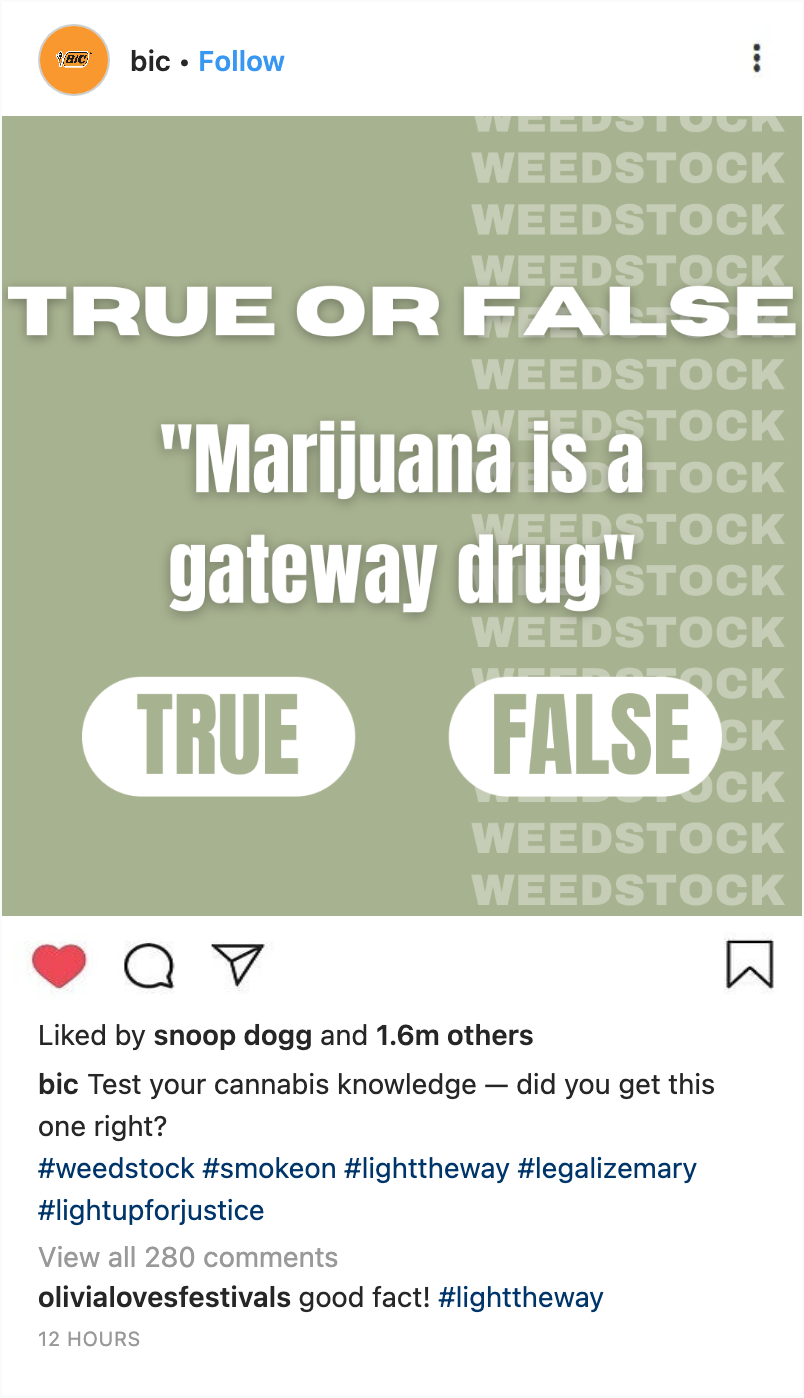 BiC
bic • Follow
WEEDSTOCK
WEEDSTOCK
WEEDSTOCK
WEEDSTOCK
TRUE OR FALSE
WEEDSTOCK
WEEDSTOCK
WEEDSTOCK
"Marijuana is a
WEEDSTOCK
WEEDSTOCK
gateway drug"
WEEDSTOCK
WEEDSTOCK
WEEDSTOCK
TRUE
FALSE
WEEDSTOCK
WEEDSTOCK
WEEDSTOCK
WEEDSTOCK
Liked by snoop dogg and 1.6m others
bic Test your cannabis knowledge — did you get this
one right?
#weedstock #smokeon #lighttheway #legalizemary
#lightupforjustice
View all 280 comments
olivialovesfestivals good fact! #lighttheway
12 HOURS